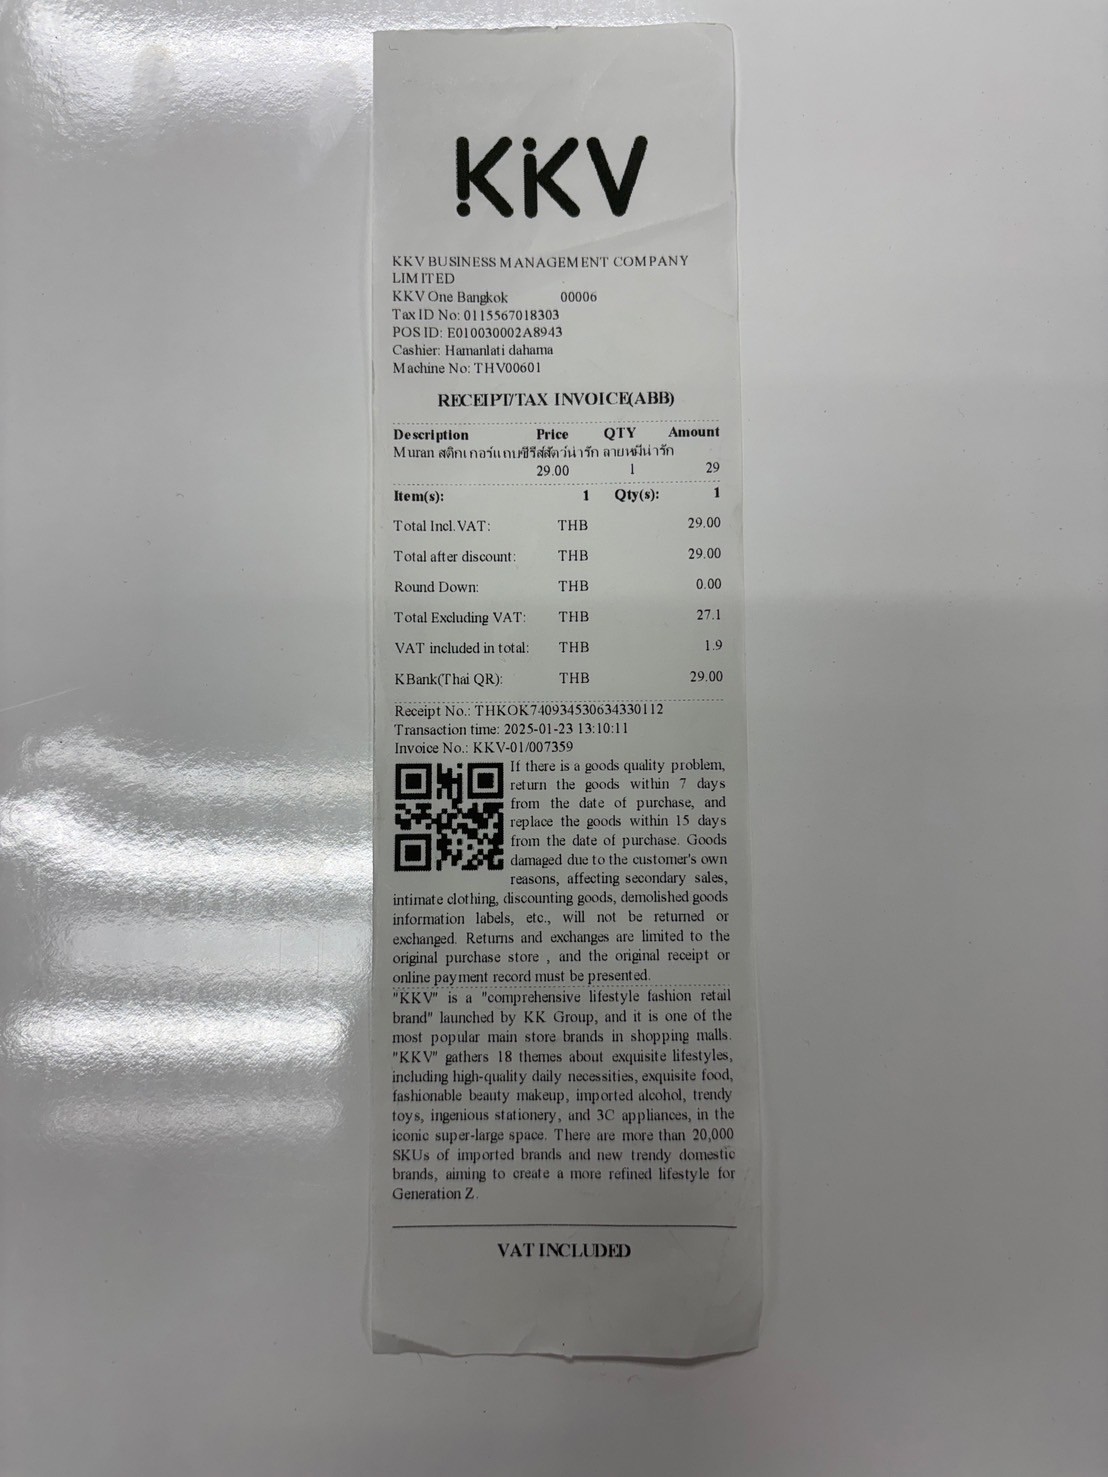 KKV
KKV BUSINESS MANAGEMENT COMPANY
LIMITED
KKV One Bangkok 00006
Tax ID No: 0115567018303
POS ID: E010030002A8943
Cashier: Hamanlati dahama
Machine No: THV00601
RECEIPT/TAX INVOICE(ABB)
Description Price QTY Amount
Muran สติกเกอร์แถบซีรีส์สัตว์น่ารัก ลายหมีน่ารัก
29.00 1 29
Item(s): 1 Qty(s): 1
Total Incl.VAT: THB 29.00
Total after discount: THB 29.00
Round Down: THB 0.00
Total Excluding VAT: THB 27.1
VAT included in total: THB 1.9
KBank(Thai QR): THB 29.00
Receipt No.: THKOK740934530634330112
Transaction time: 2025-01-23 13:10:11
Invoice No.: KKV-01/007359
If there is a goods quality problem,
return the goods within 7 days
from the date of purchase, and
replace the goods within 15 days
from the date of purchase. Goods
damaged due to the customer's own
reasons, affecting secondary sales,
intimate clothing, discounting goods, demolished goods
information labels, etc., will not be returned or
exchanged. Returns and exchanges are limited to the
original purchase store , and the original receipt or
online payment record must be presented.
"KKV" is a "comprehensive lifestyle fashion retail
brand" launched by KK Group, and it is one of the
most popular main store brands in shopping malls.
"KKV" gathers 18 themes about exquisite lifestyles,
including high-quality daily necessities, exquisite food,
fashionable beauty makeup, imported alcohol, trendy
toys, ingenious stationery, and 3C appliances, in the
iconic super-large space. There are more than 20,000
SKUs of imported brands and new trendy domestic
brands, aiming to create a more refined lifestyle for
Generation Z.
VAT INCLUDED